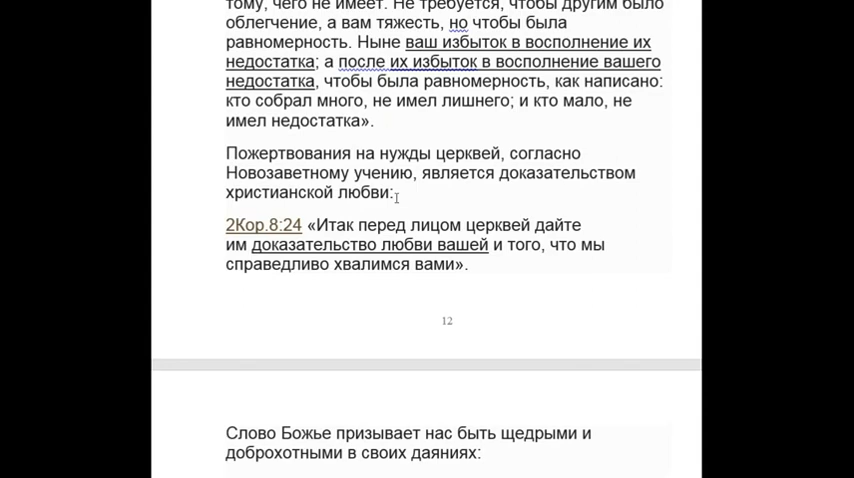 тому, чего не имеет. Не требуется, чтобы другим было
облегчение, а вам тяжесть, но чтобы была
равномерность. Ныне ваш избыток в восполнение их
недостатка; а после их избыток в восполнение вашего
недостатка, чтобы была равномерность, как написано:
кто собрал много, не имел лишнего; и кто мало, не
имел недостатка».
Пожертвования на нужды церквей, согласно
Новозаветному учению, является доказательством
христианской любви:
2Кор.8:24 «Итак перед лицом церквей дайте
им доказательство любви вашей и того, что мы
справедливо хвалимся вами».
12
Слово Божье призывает нас быть щедрыми и
доброхотными в своих даяниях: